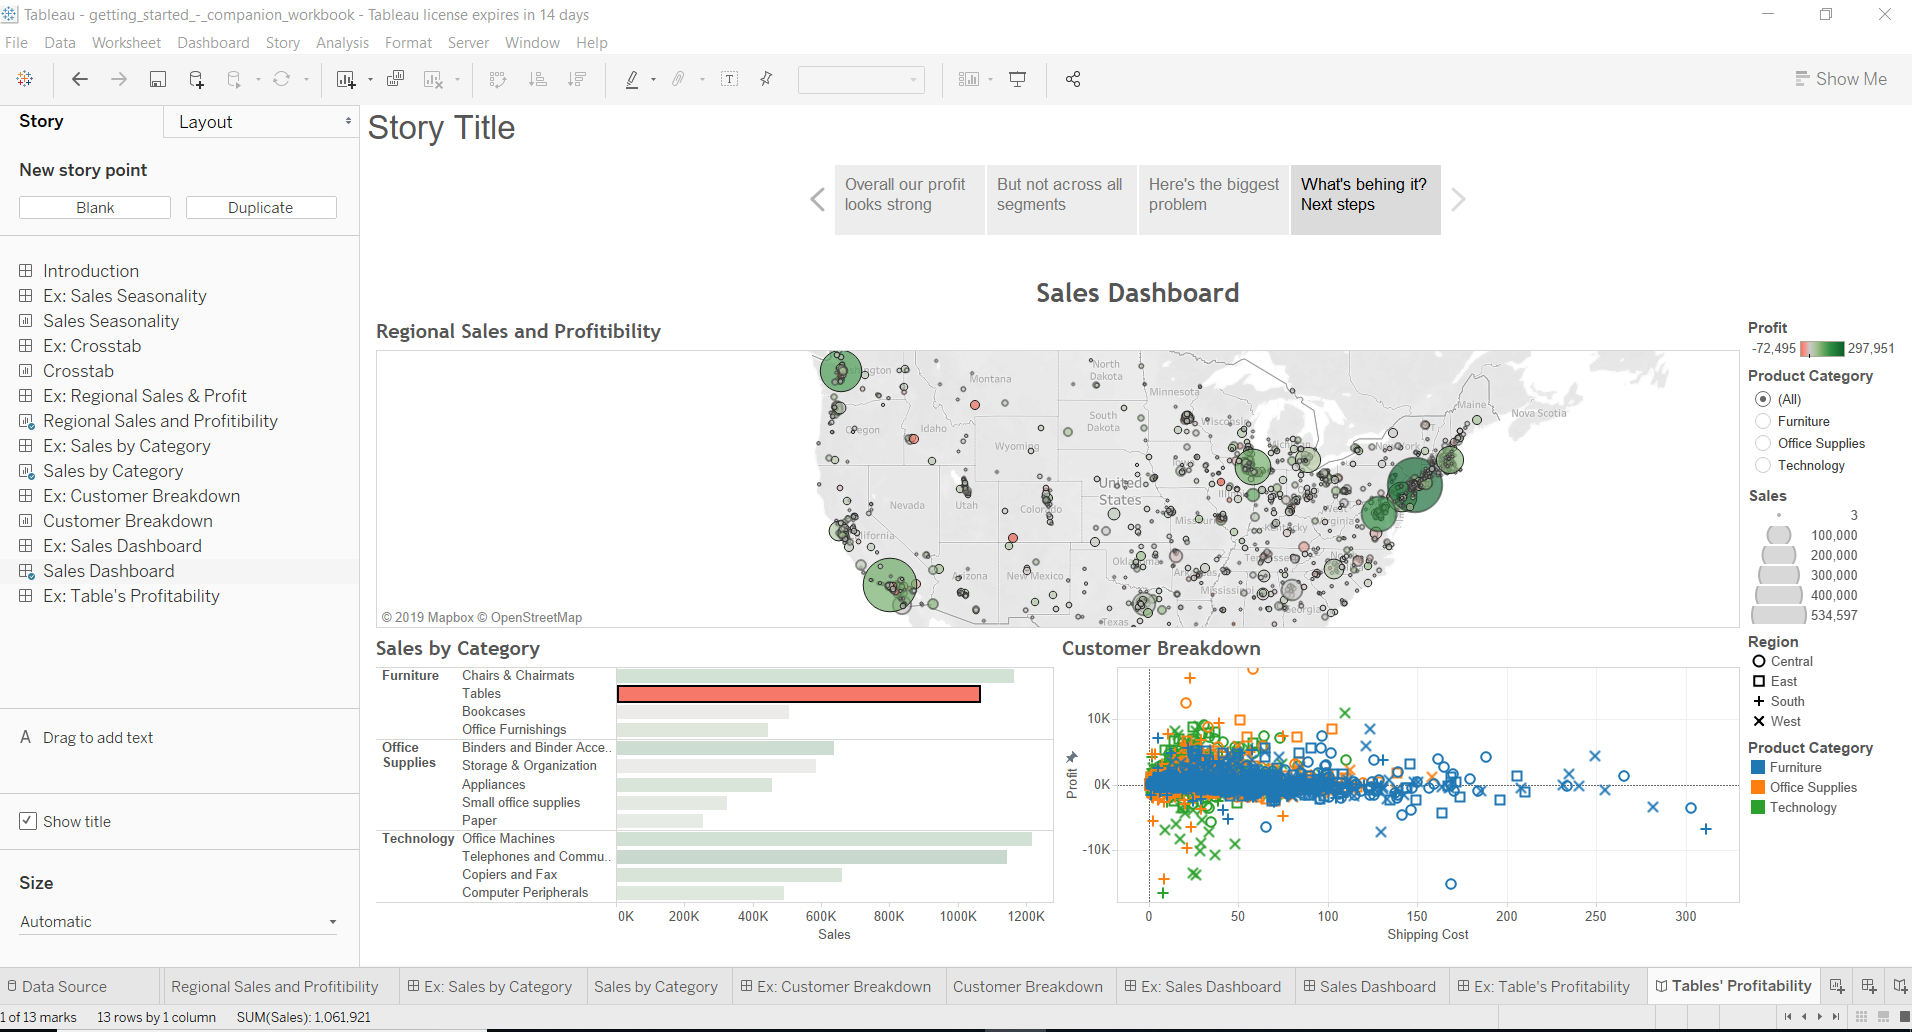 Tableau - getting_started_-_companion_workbook - Tableau license expires in 14 days
File Data Worksheet Dashboard Story Analysis Format Server Window Help
Show Me
Story
Layout
New story point
Blank
Duplicate
Introduction
Ex: Sales Seasonality
Sales Seasonality
Ex: Crosstab
Crosstab
Ex: Regional Sales & Profit
Regional Sales and Profitibility
Ex: Sales by Category
Sales by Category
Ex: Customer Breakdown
Customer Breakdown
Ex: Sales Dashboard
Sales Dashboard
Ex: Table's Profitability
A Drag to add text
Show title
Size
Automatic
Story Title
Overall our profit
looks strong
But not across all
segments
Here's the biggest
problem
What's behing it?
Next steps
Sales Dashboard
Regional Sales and Profitibility
Montana
North
Dakota
Minnesota
South
Dakota
Idaho
Wyoming
Wisconsin
Maine
Nova Scotia
Nevada
Utah
Colorado
United
States
Kentucky
New Mexico
Texas
© 2019 Mapbox © OpenStreetMap
Profit
-72,495
297,951
Product Category
(All)
Furniture
Office Supplies
Technology
Sales
3
100,000
200,000
300,000
400,000
534,597
Region
Central
East
South
West
Product Category
Furniture
Office Supplies
Technology
Sales by Category
Furniture
Chairs & Chairmats
Tables
Bookcases
Office Furnishings
Office
Supplies
Binders and Binder Acce..
Storage & Organization
Appliances
Small office supplies
Paper
Technology
Office Machines
Telephones and Commu..
Copiers and Fax
Computer Peripherals
0K 200K 400K 600K 800K 1000K 1200K
Sales
Customer Breakdown
10K
0K
-10K
Profit
0 50 100 150 200 250 300
Shipping Cost
Data Source
Regional Sales and Profitibility
Ex: Sales by Category
Sales by Category
Ex: Customer Breakdown
Customer Breakdown
Ex: Sales Dashboard
Sales Dashboard
Ex: Table's Profitability
Tables' Profitability
1 of 13 marks
13 rows by 1 column
SUM(Sales): 1,061,921